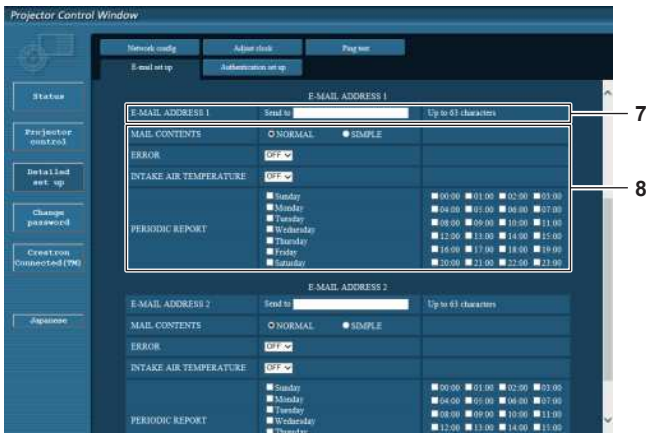 Projector Control Window
Network config Adjust clock Ping test
E-mail set up Authentication set up
Status
Projector control
Detailed set up
Change password
Crestron Connected(TM)
Japanese
E-MAIL ADDRESS 1
E-MAIL ADDRESS 1 Send to Up to 63 characters
MAIL CONTENTS NORMAL SIMPLE
ERROR OFF
INTAKE AIR TEMPERATURE OFF
PERIODIC REPORT
Sunday 00:00 01:00 02:00 03:00
Monday 04:00 05:00 06:00 07:00
Tuesday 08:00 09:00 10:00 11:00
Wednesday 12:00 13:00 14:00 15:00
Thursday 16:00 17:00 18:00 19:00
Friday 20:00 21:00 22:00 23:00
Saturday
E-MAIL ADDRESS 2
E-MAIL ADDRESS 2 Send to Up to 63 characters
MAIL CONTENTS NORMAL SIMPLE
ERROR OFF
INTAKE AIR TEMPERATURE OFF
PERIODIC REPORT
Sunday 00:00 01:00 02:00 03:00
Monday 04:00 05:00 06:00 07:00
Tuesday 08:00 09:00 10:00 11:00
Wednesday 12:00 13:00 14:00 15:00
Thursday
7
8